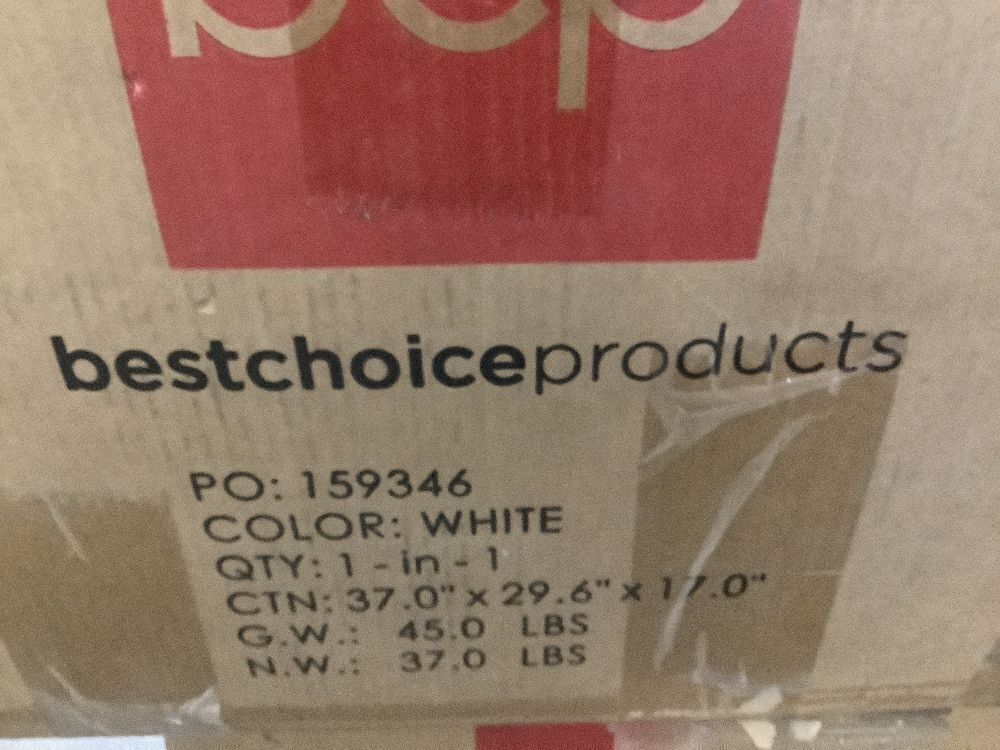 bcp
bestchoiceproducts
PO: 159346
COLOR: WHITE
QTY: 1 - in - 1
CTN: 37.0" x 29.6" x 17.0"
G.W.: 45.0 LBS
N.W.: 37.0 LBS